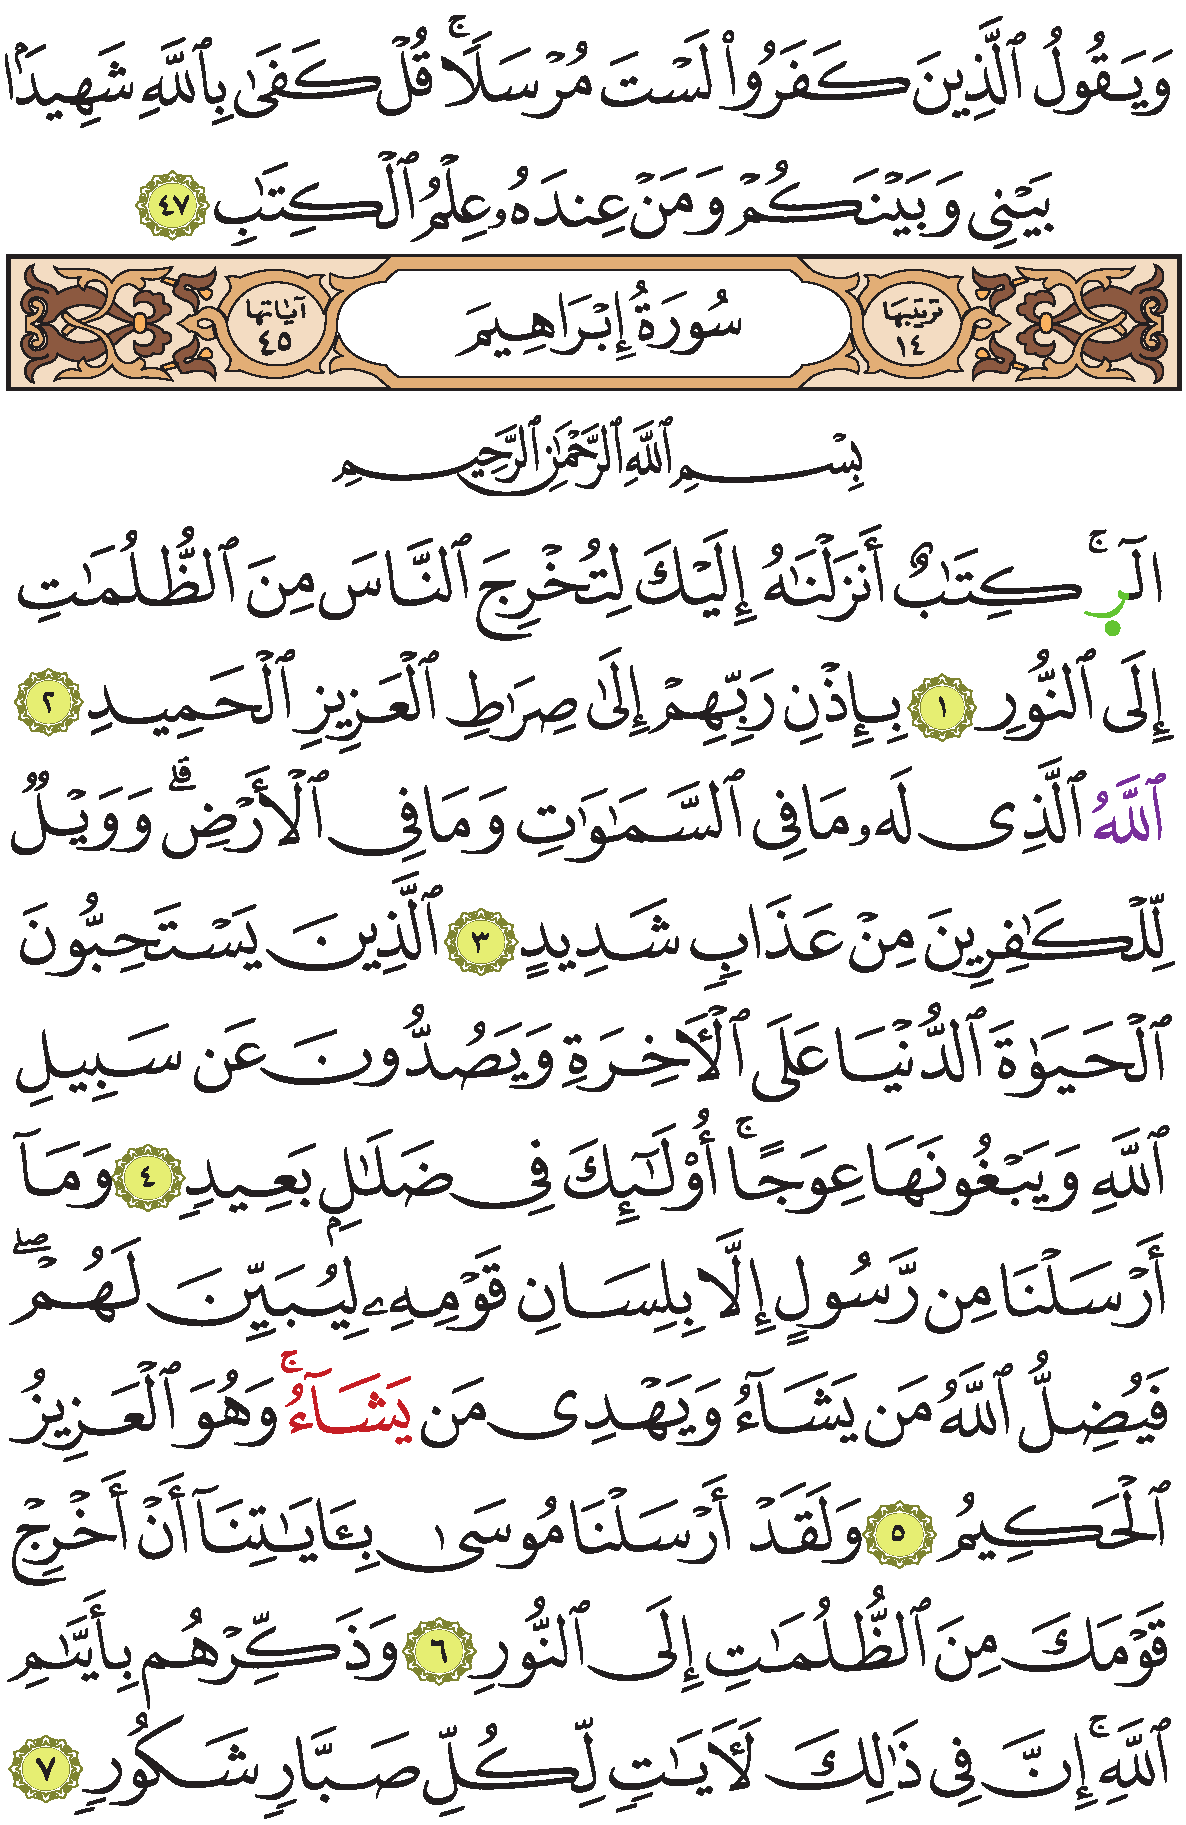 وَيَقُولُ ٱلَّذِينَ كَفَرُواْ لَسۡتَ مُرۡسَلٗاۚ قُلۡ كَفَىٰ بِٱللَّهِ شَهِيدَۢا
بَيۡنِي وَبَيۡنَكُمۡ وَمَنۡ عِندَهُۥ عِلۡمُ ٱلۡكِتَٰبِ ٤٧
تَرْتِيبُهَا ١٤ سُورَةُ إِبۡرَاهِيمَ آيَاتُهَا ٤٥
بِسۡمِ ٱللَّهِ ٱلرَّحۡمَٰنِ ٱلرَّحِيمِ
الٓرۚ كِتَٰبٌ أَنزَلۡنَٰهُ إِلَيۡكَ لِتُخۡرِجَ ٱلنَّاسَ مِنَ ٱلظُّلُمَٰتِ
إِلَى ٱلنُّورِ ١ بِإِذۡنِ رَبِّهِمۡ إِلَىٰ صِرَٰطِ ٱلۡعَزِيزِ ٱلۡحَمِيدِ ٢
ٱللَّهُ ٱلَّذِى لَهُۥ مَا فِي ٱلسَّمَٰوَٰتِ وَمَا فِي ٱلۡأَرۡضِۗ وَوَيۡلٞ
لِّلۡكَٰفِرِينَ مِنۡ عَذَابٖ شَدِيدٍ ٣ ٱلَّذِينَ يَسۡتَحِبُّونَ
ٱلۡحَيَوٰةَ ٱلدُّنۡيَا عَلَى ٱلۡأٓخِرَةِ وَيَصُدُّونَ عَن سَبِيلِ
ٱللَّهِ وَيَبۡغُونَهَا عِوَجًاۚ أُوْلَٰٓئِكَ فِى ضَلَٰلِۭ بَعِيدٖ ٤ وَمَآ
أَرۡسَلۡنَا مِن رَّسُولٍ إِلَّا بِلِسَانِ قَوۡمِهِۦ لِيُبَيِّنَ لَهُمۡۖ
فَيُضِلُّ ٱللَّهُ مَن يَشَآءُ وَيَهۡدِى مَن يَشَآءُۚ وَهُوَ ٱلۡعَزِيزُ
ٱلۡحَكِيمُ ٥ وَلَقَدۡ أَرۡسَلۡنَا مُوسَىٰ بِـَٔايَٰتِنَآ أَنۡ أَخۡرِجۡ
قَوۡمَكَ مِنَ ٱلظُّلُمَٰتِ إِلَى ٱلنُّورِ ٦ وَذَكِّرۡهُم بِأَيَّىٰمِ
ٱللَّهِۚ إِنَّ فِى ذَٰلِكَ لَأٓيَٰتٖ لِّكُلِّ صَبَّارٖ شَكُورٖ ٧